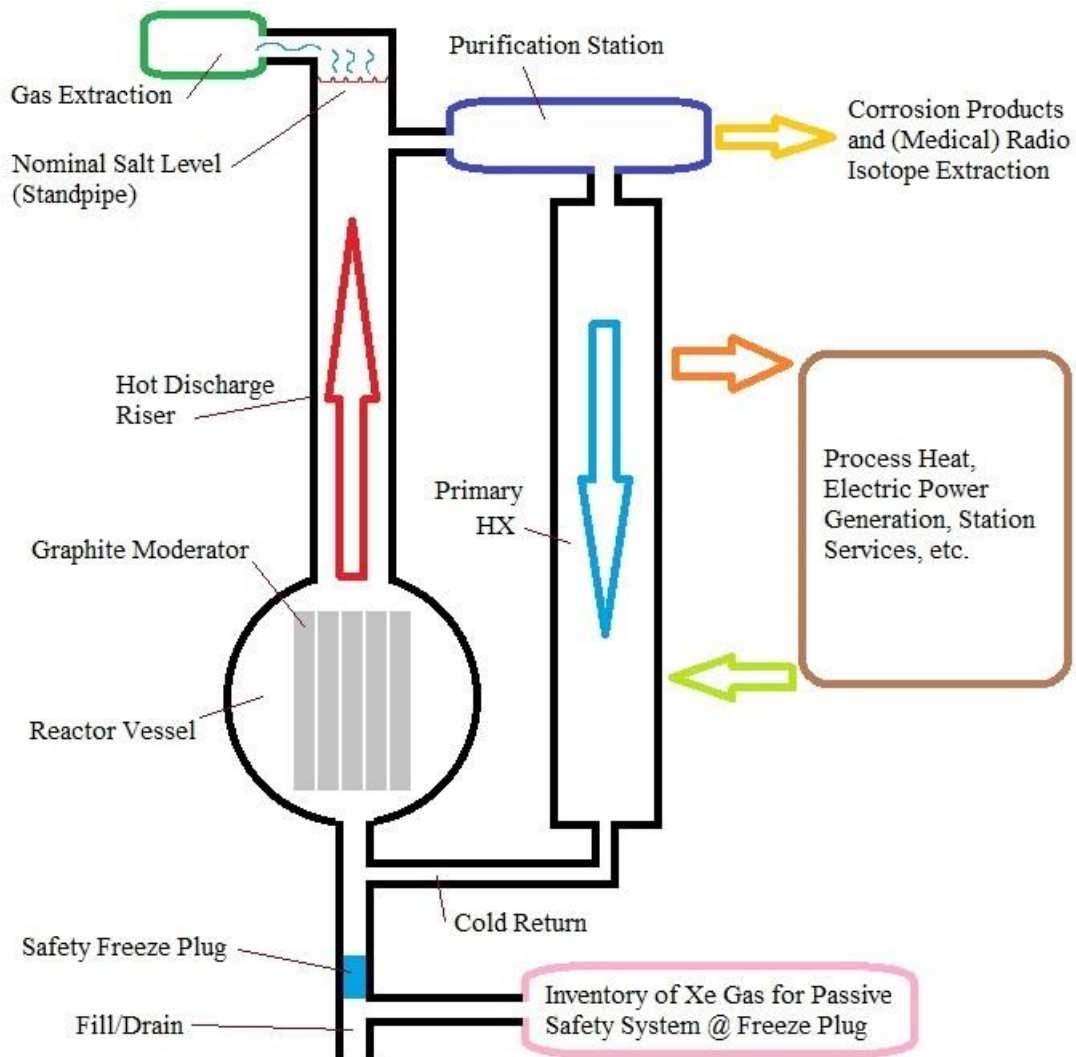 Purification Station
Gas Extraction
Corrosion Products
and (Medical) Radio
Isotope Extraction
Nominal Salt Level
(Standpipe)
Hot Discharge
Riser
Process Heat,
Electric Power
Generation, Station
Services, etc.
Primary
HX
Graphite Moderator
Reactor Vessel
Cold Return
Safety Freeze Plug
Inventory of Xe Gas for Passive
Safety System @ Freeze Plug
Fill/Drain